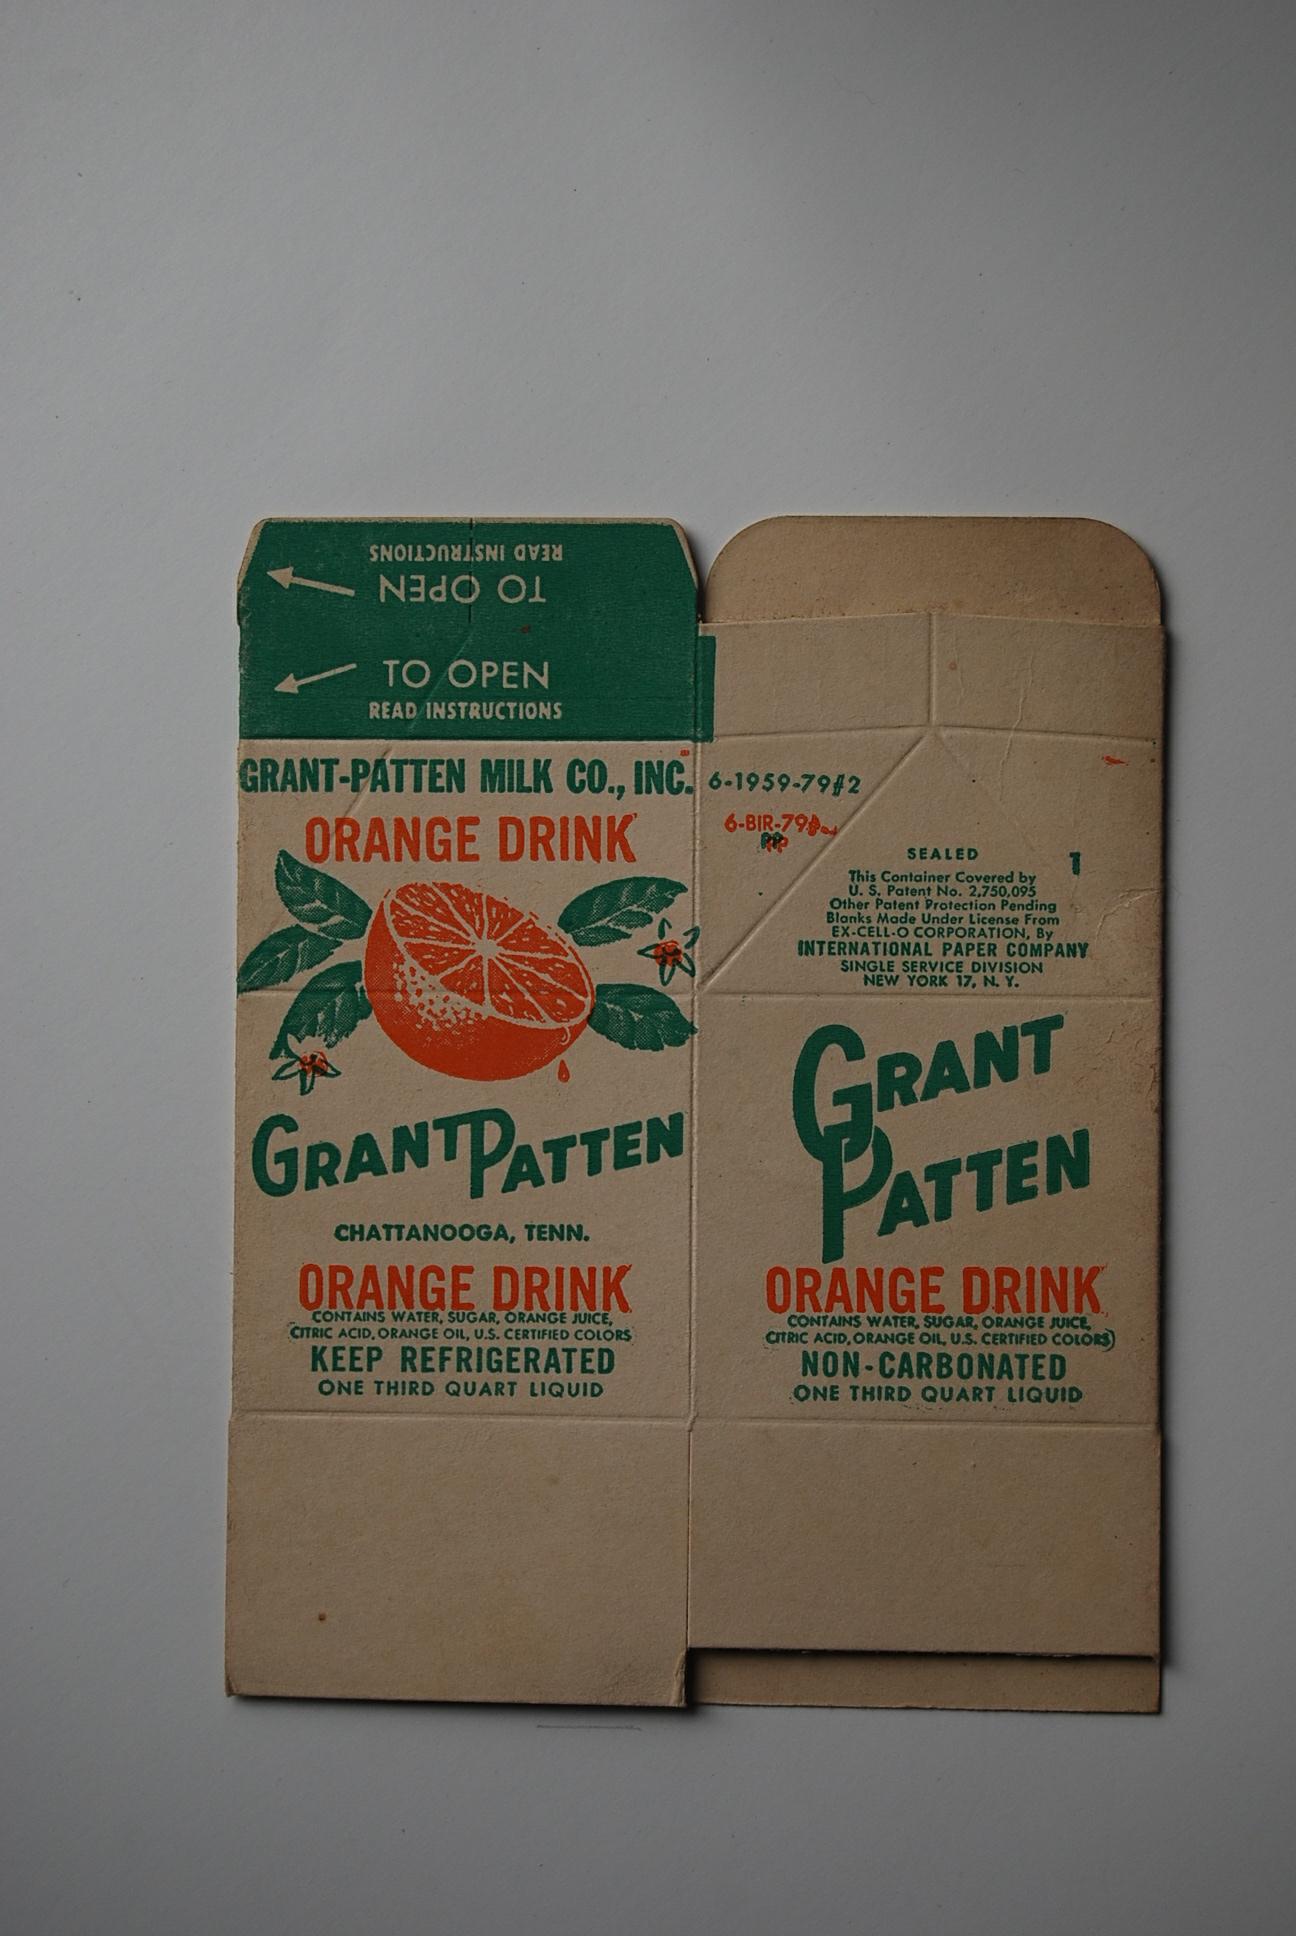 READ INSTRUCTIONS
TO OPEN
TO OPEN
READ INSTRUCTIONS
GRANT-PATTEN MILK CO., INC.
ORANGE DRINK
GRANT PATTEN
CHATTANOOGA, TENN.
ORANGE DRINK
CONTAINS WATER, SUGAR, ORANGE JUICE,
CITRIC ACID, ORANGE OIL, U.S. CERTIFIED COLORS
KEEP REFRIGERATED
ONE THIRD QUART LIQUID
6-1959-79#2
6-BIR-79
SEALED
1
This Container Covered by
U. S. Patent No. 2,750,095
Other Patent Protection Pending
Blanks Made Under License From
EX-CELL-O CORPORATION, By
INTERNATIONAL PAPER COMPANY
SINGLE SERVICE DIVISION
NEW YORK 17, N. Y.
GRANT
PATTEN
ORANGE DRINK
CONTAINS WATER, SUGAR, ORANGE JUICE,
CITRIC ACID, ORANGE OIL, U.S. CERTIFIED COLORS)
NON-CARBONATED
ONE THIRD QUART LIQUID